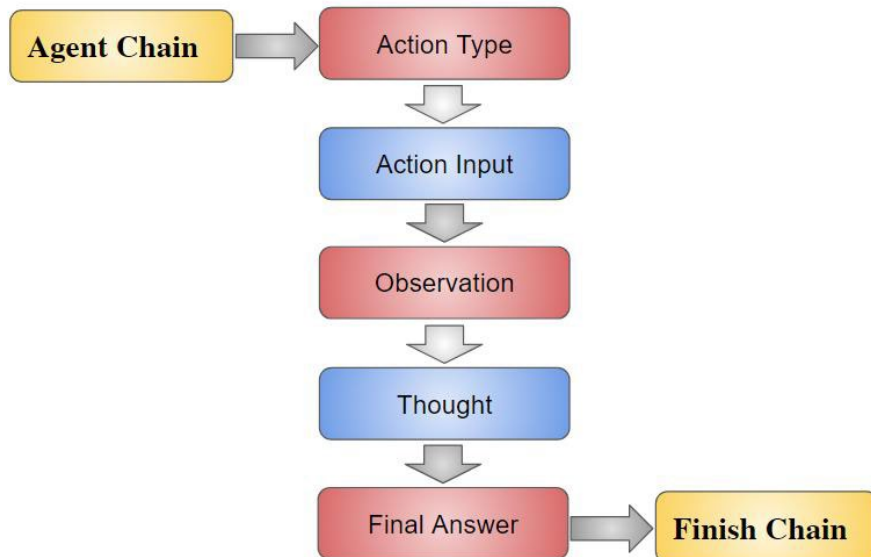 Agent Chain
Action Type
Action Input
Observation
Thought
Final Answer
Finish Chain